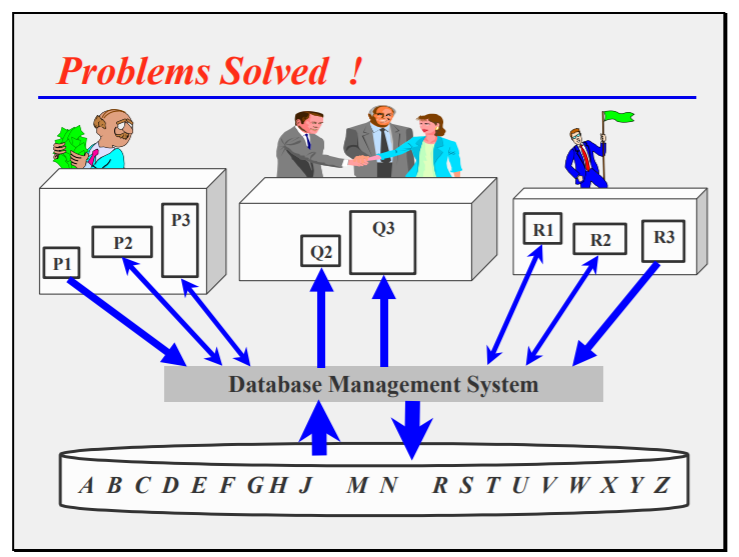 Problems Solved !
P1 P2 P3
Q2 Q3
R1 R2 R3
Database Management System
A B C D E F G H J M N R S T U V W X Y Z